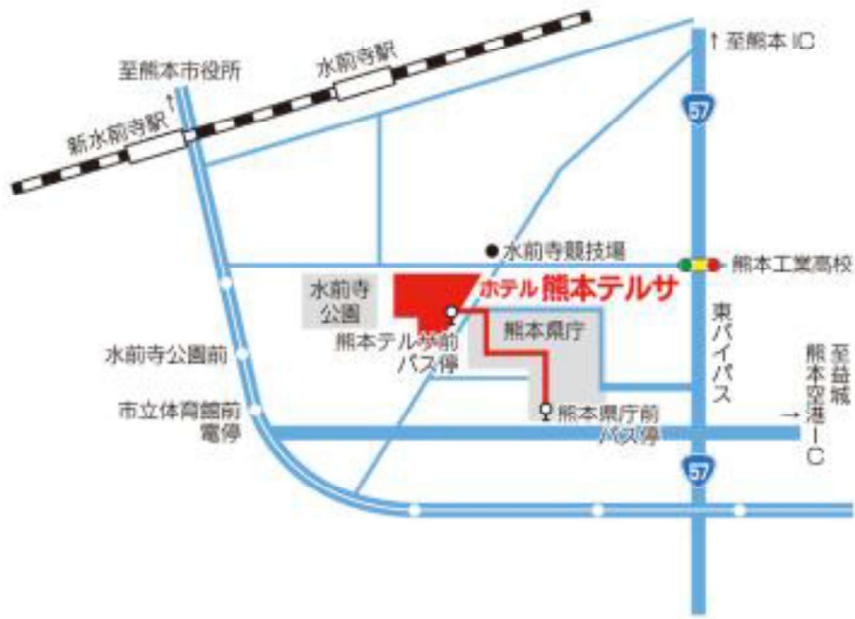 至熊本IC
水前寺駅
至熊本市役所
57
新水前寺駅
水前寺競技場
熊本工業高校
水前寺
公園
ホテル 熊本テルサ
東バイパス
熊本県庁
熊本テルサ前
バス停
水前寺公園前
至益城
熊本空港IC
市立体育館前
電停
熊本県庁前
バス停
57